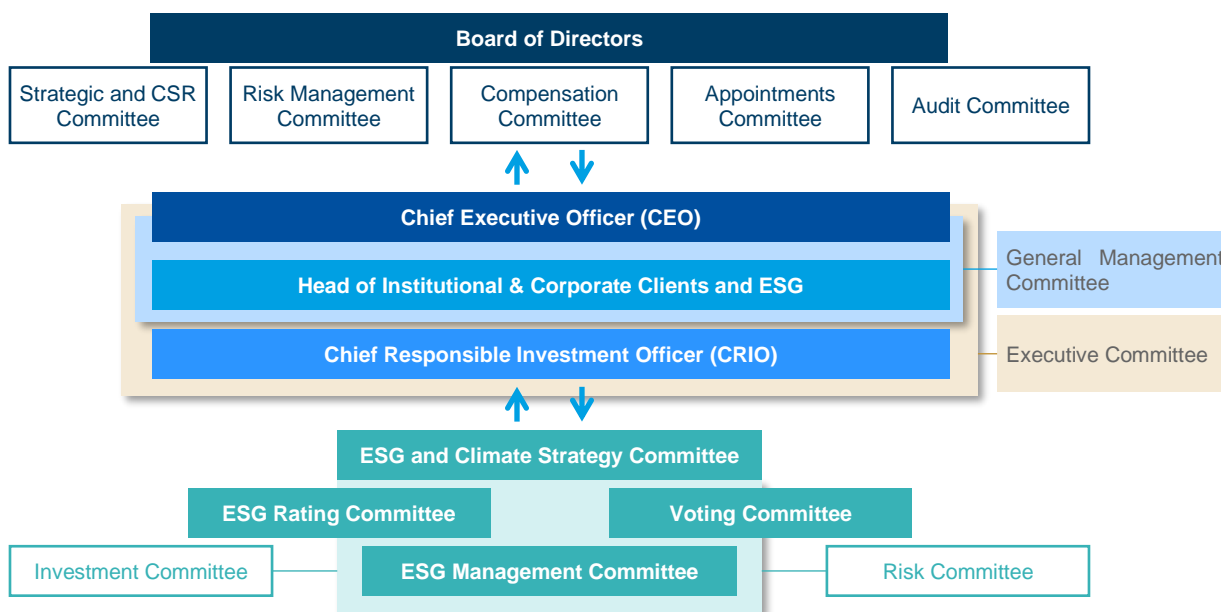 Board of Directors
Strategic and CSR
Committee
Risk Management
Committee
Compensation
Committee
Appointments
Committee
Audit Committee
Chief Executive Officer (CEO)
Head of Institutional & Corporate Clients and ESG
General Management
Committee
Chief Responsible Investment Officer (CRIO)
Executive Committee
ESG and Climate Strategy Committee
ESG Rating Committee
Voting Committee
Investment Committee
ESG Management Committee
Risk Committee